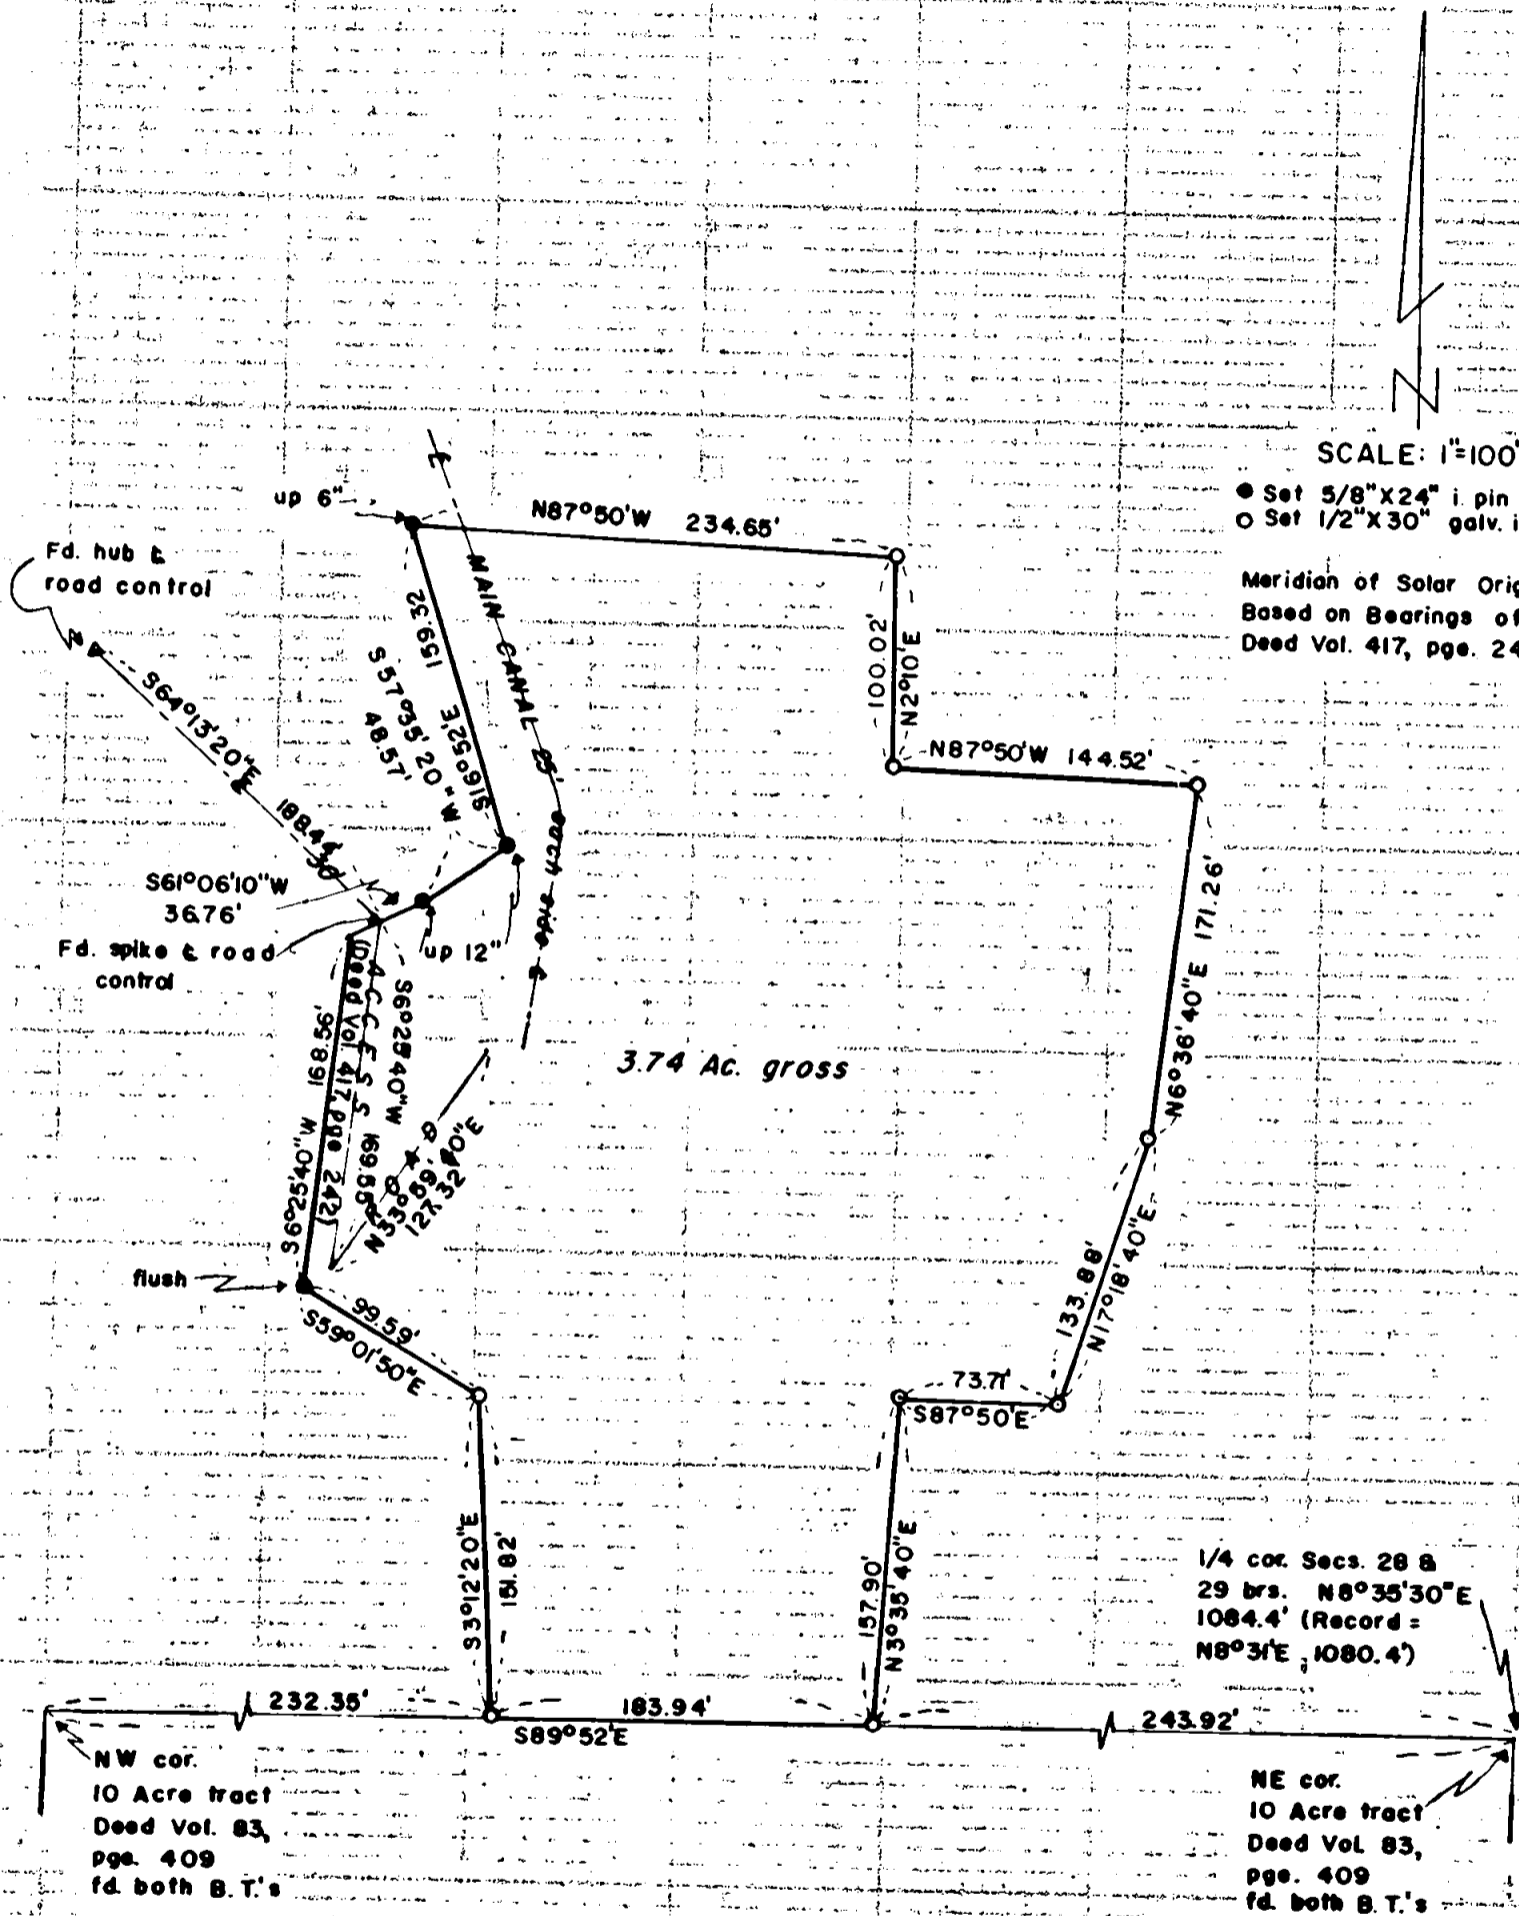 SCALE: 1"=100'
● Set 5/8"X24" i. pin
○ Set 1/2"X30" galv. i
Meridian of Solar Orig
Based on Bearings of
Deed Vol. 417, pge. 24
up 6"
N87°50'W 234.65'
Fd. hub ℄
road control
MAIN CANAL 25'
each side ℄
159.32
S16°52'E
S57°35'20"W
48.57'
100.02'
N2°10'E
N87°50'W 144.52'
S64°13'20"E
188.44
30'
S61°06'10"W
36.76'
Fd. spike ℄ road
control
up 12"
171.26'
N6°36'40"E
3.74 Ac. gross
S6°25'40"W 168.56'
ACCESS
(Deed Vol. 417, pge 242)
S6°25'40"W
ROAD
127.32'
flush
99.59'
S59°01'50"E
133.88'
N17°18'40"E
73.71'
S87°50'E
S3°12'20"E
151.82'
157.90'
N3°35'40"E
1/4 cor. Secs. 28 &
29 brs. N8°35'30"E
1084.4' (Record =
N8°31'E, 1080.4')
232.35'
183.94'
S89°52'E
243.92'
NW cor.
10 Acre tract
Deed Vol. 83,
pge. 409
fd. both B.T.'s
NE cor.
10 Acre tract
Deed Vol. 83,
pge. 409
fd. both B.T.'s
N